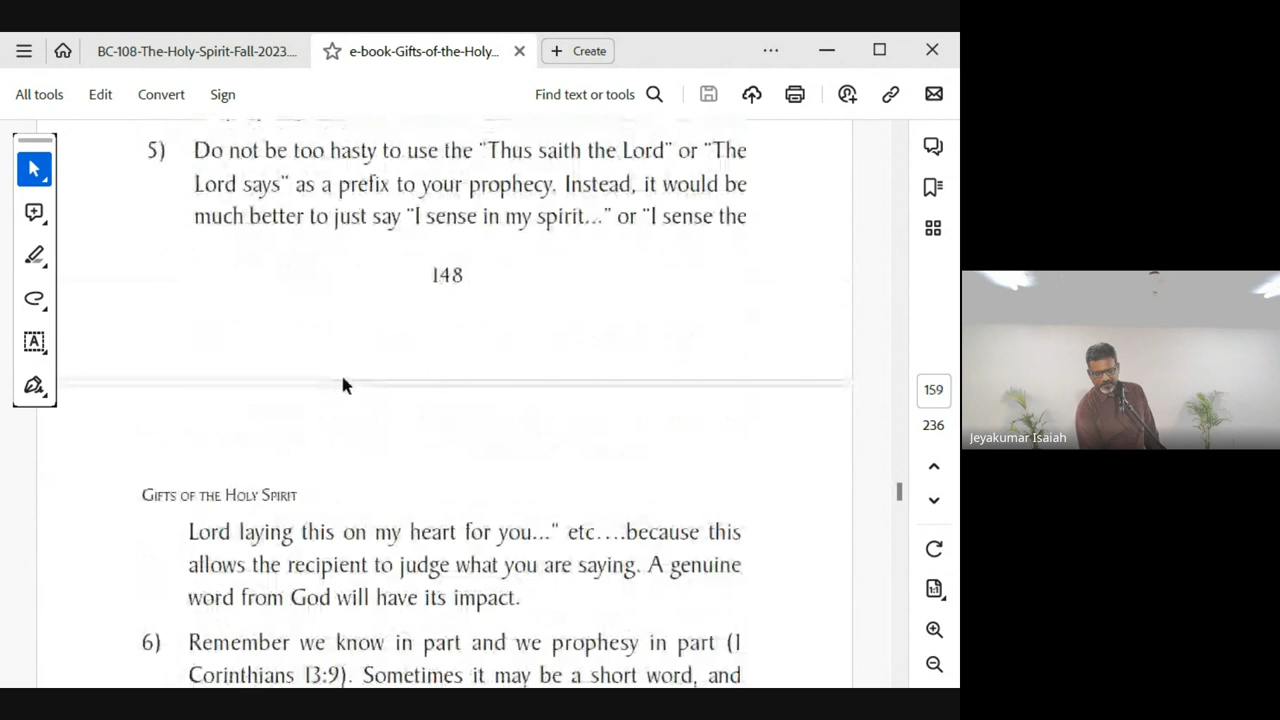 BC-108-The-Holy-Spirit-Fall-2023....
e-book-Gifts-of-the-Holy...
Create
All tools
Edit
Convert
Sign
Find text or tools
5) Do not be too hasty to use the "Thus saith the Lord" or "The
Lord says" as a prefix to your prophecy. Instead, it would be
much better to just say "I sense in my spirit..." or "I sense the
148
GIFTS OF THE HOLY SPIRIT
Lord laying this on my heart for you..." etc....because this
allows the recipient to judge what you are saying. A genuine
word from God will have its impact.
6) Remember we know in part and we prophesy in part (1
Corinthians 13:9). Sometimes it may be a short word, and
159
236
1:1
Jeyakumar Isaiah